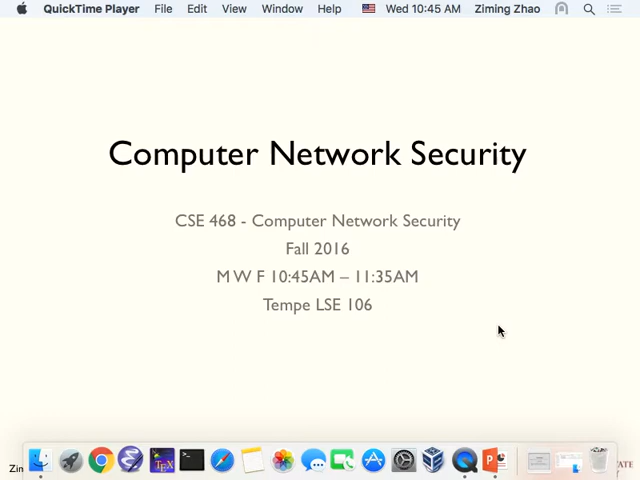 QuickTime Player File Edit View Window Help Wed 10:45 AM Ziming Zhao
Computer Network Security
CSE 468 - Computer Network Security
Fall 2016
M W F 10:45AM – 11:35AM
Tempe LSE 106